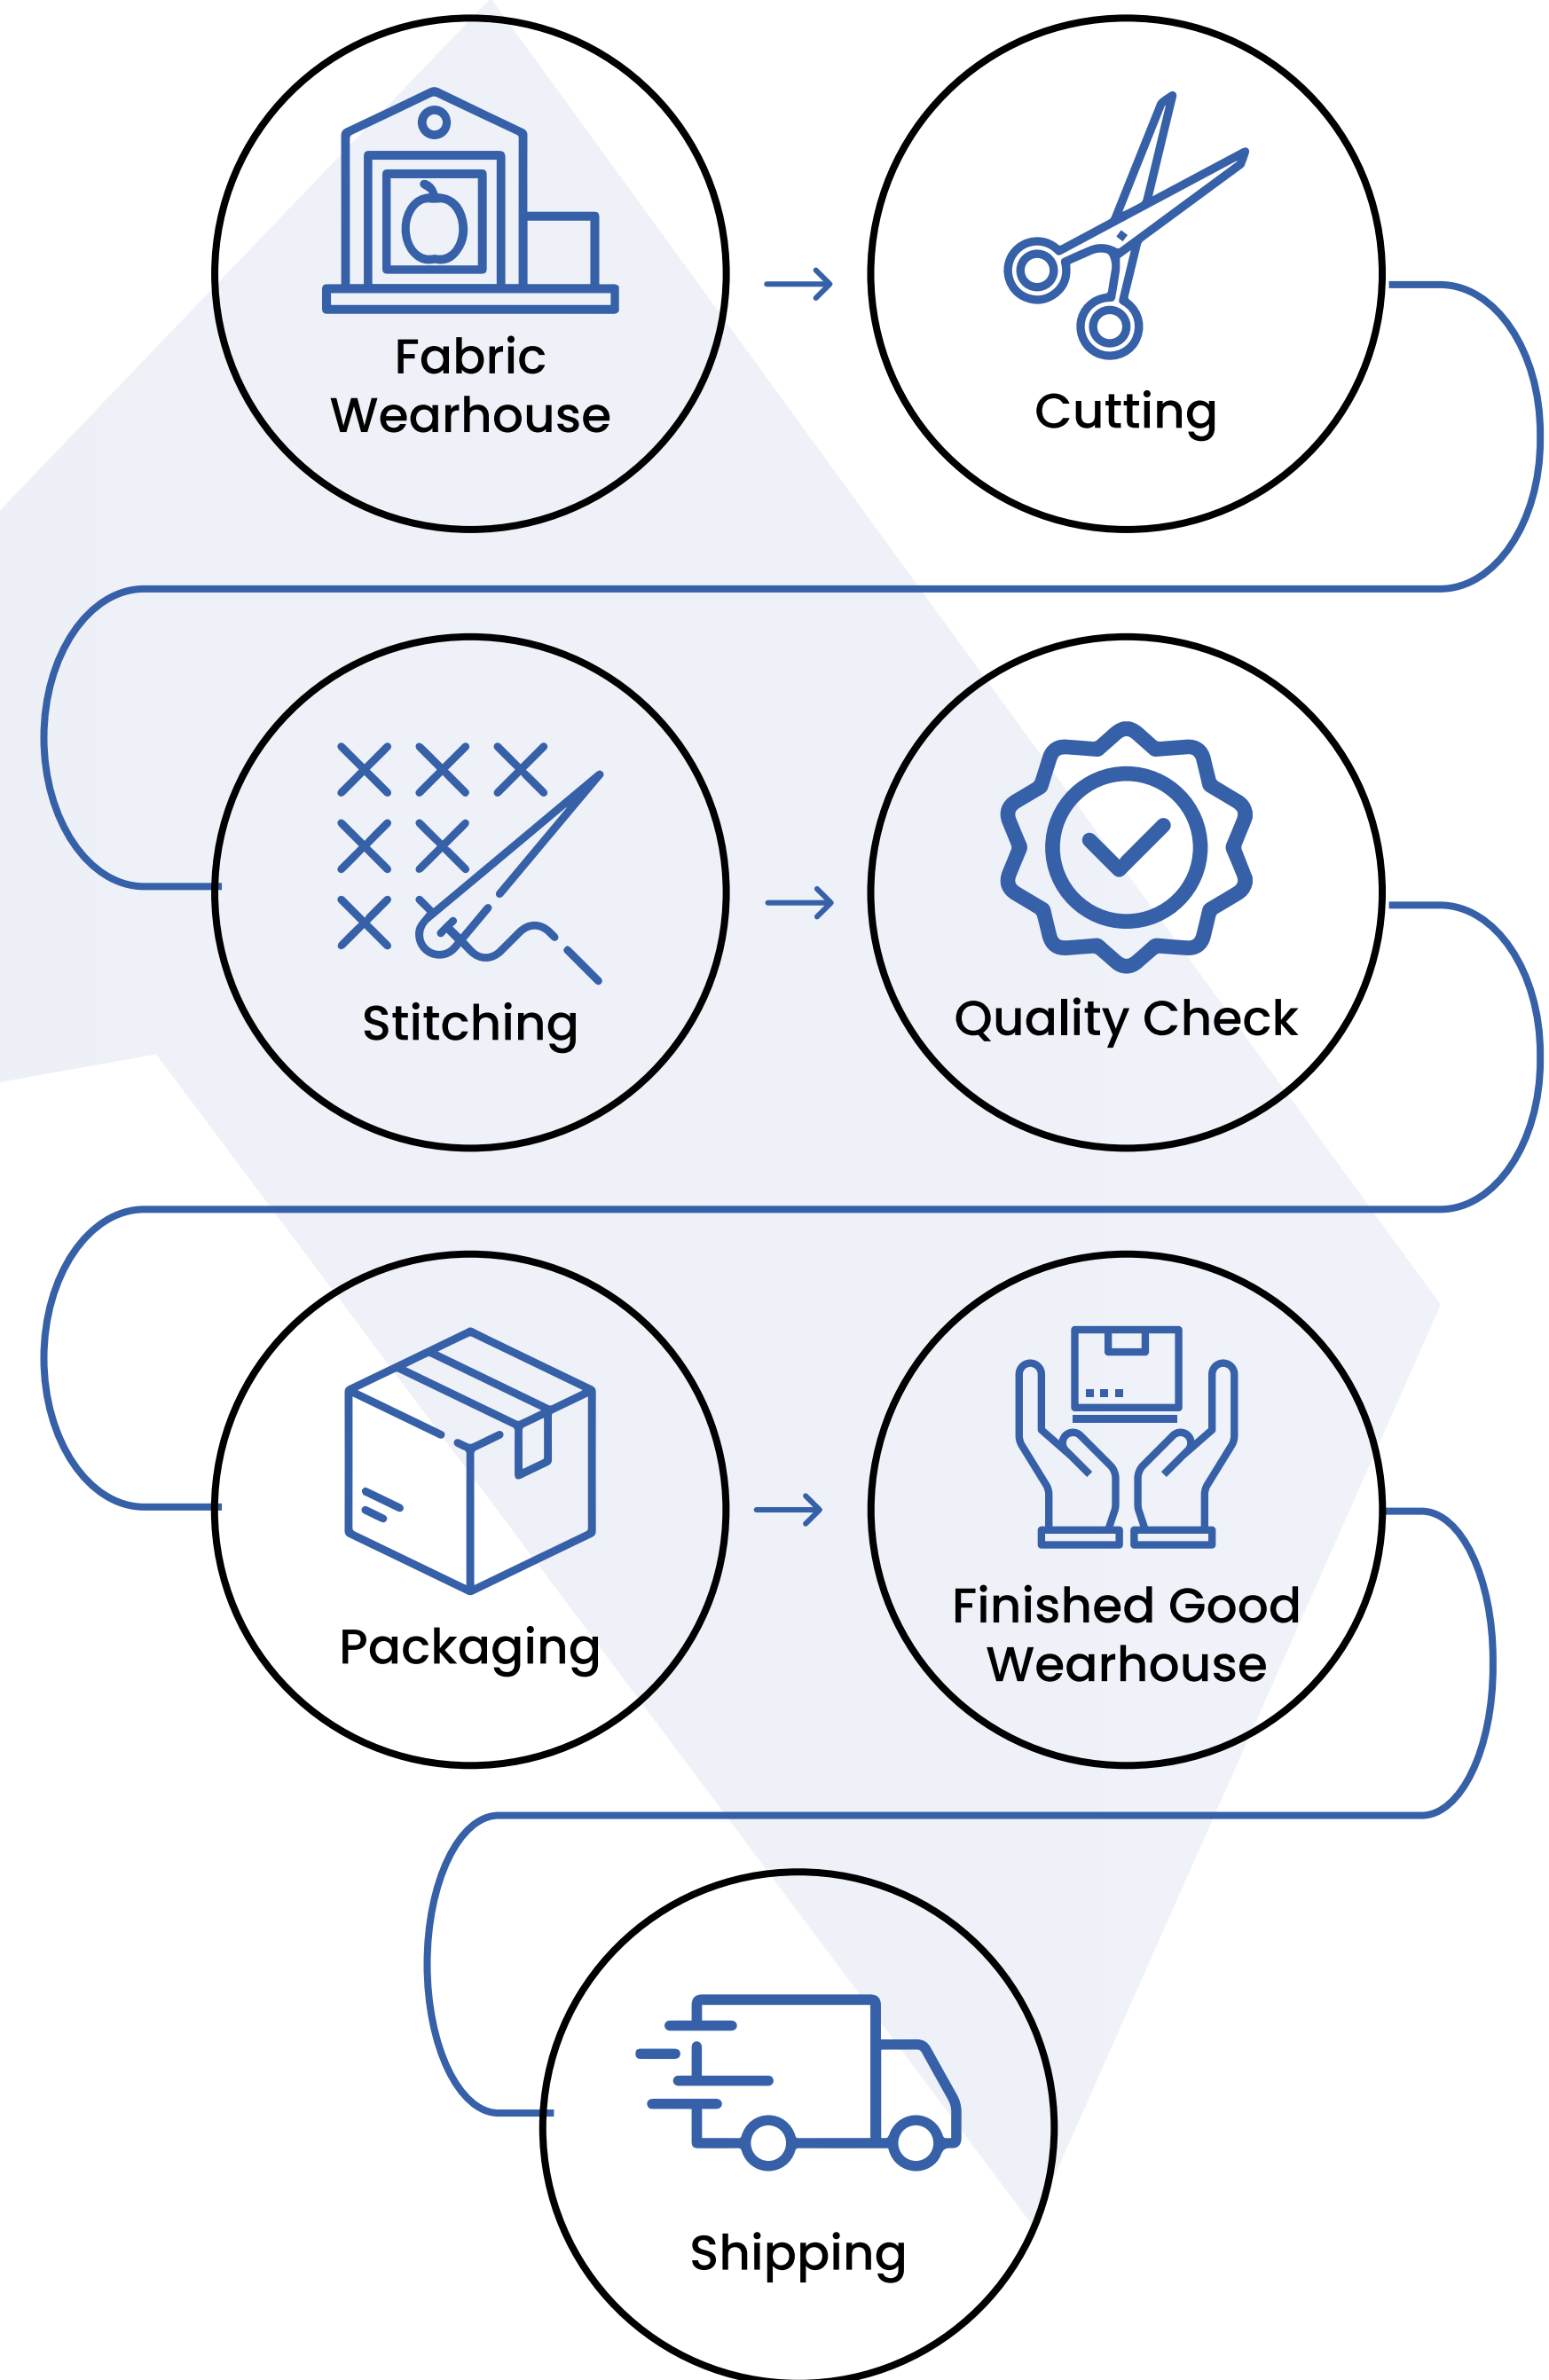 Fabric
Wearhouse
Cutting
Stitching
Quality Check
Packaging
Finished Good
Wearhouse
Shipping